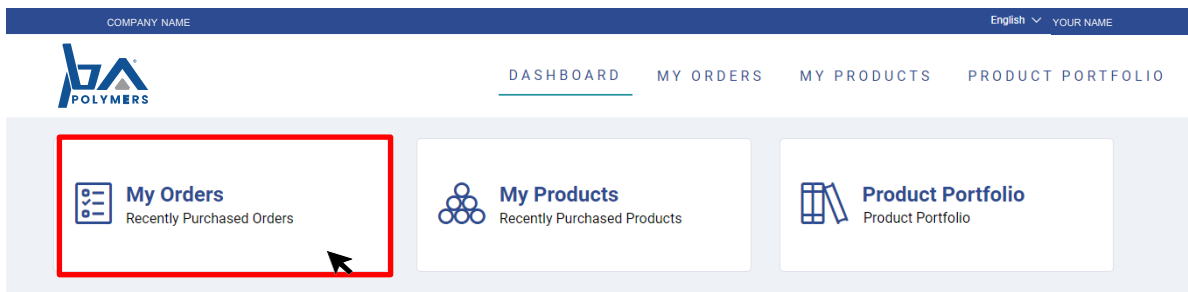 COMPANY NAME
English
YOUR NAME
bA
POLYMERS
DASHBOARD
MY ORDERS
MY PRODUCTS
PRODUCT PORTFOLIO
My Orders
Recently Purchased Orders
My Products
Recently Purchased Products
Product Portfolio
Product Portfolio